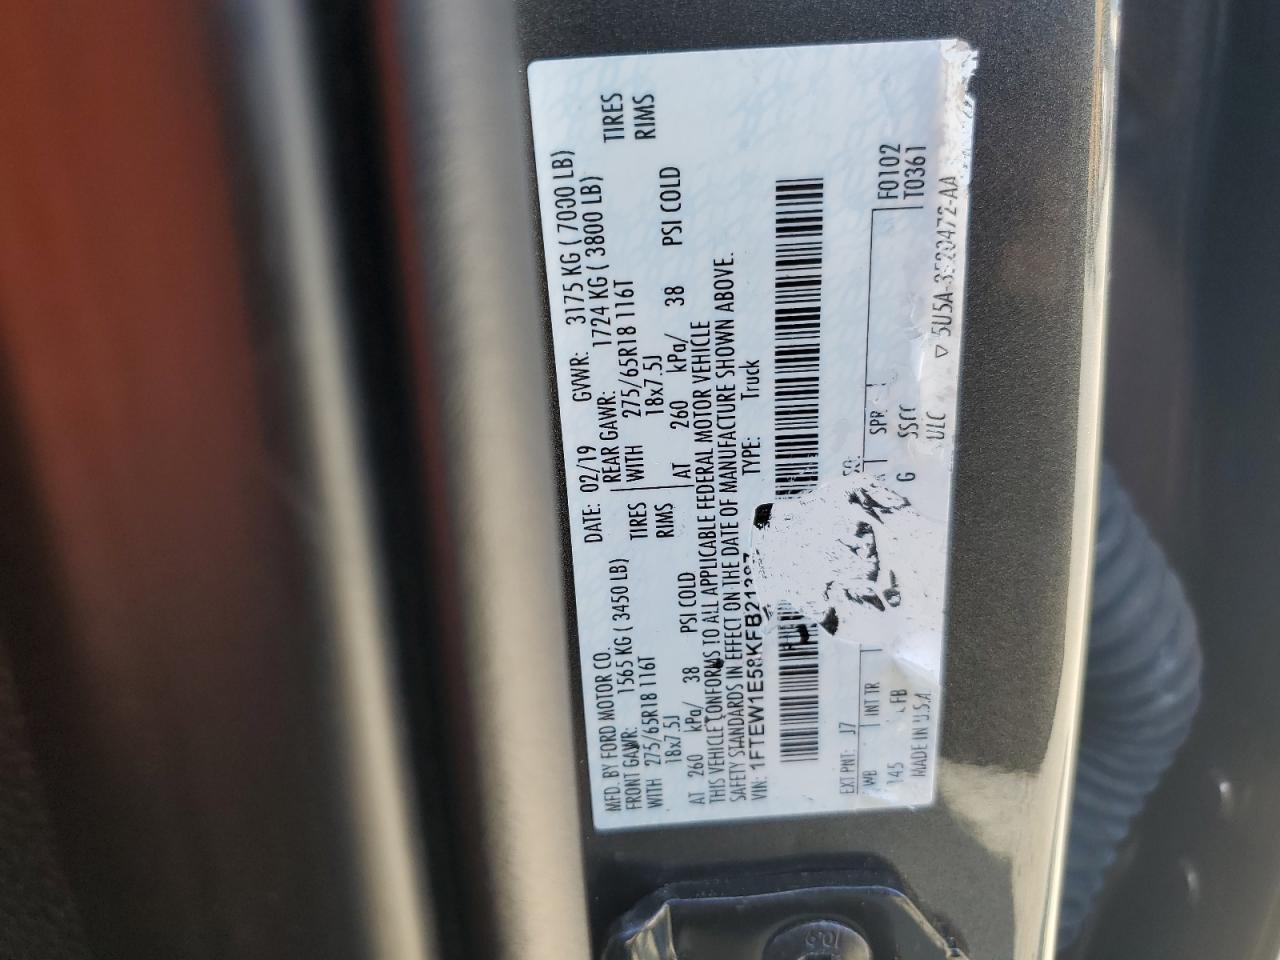 MFD. BY FORD MOTOR CO. DATE: 02/19 GVWR: 3175 KG ( 7000 LB)
FRONT GAWR: 1565 KG ( 3450 LB) REAR GAWR: 1724 KG ( 3800 LB)
WITH 275/65R18 116T TIRES WITH 275/65R18 116T TIRES
18x7.5J RIMS 18x7.5J RIMS
AT 260 kPa/ 38 PSI COLD AT 260 kPa/ 38 PSI COLD
THIS VEHICLE CONFORMS TO ALL APPLICABLE FEDERAL MOTOR VEHICLE
SAFETY STANDARDS IN EFFECT ON THE DATE OF MANUFACTURE SHOWN ABOVE.
VIN: TYPE: Truck
EXT PNT: J7 F0102
WB INT TR T0361
145
MADE IN U.S.A.
10.9